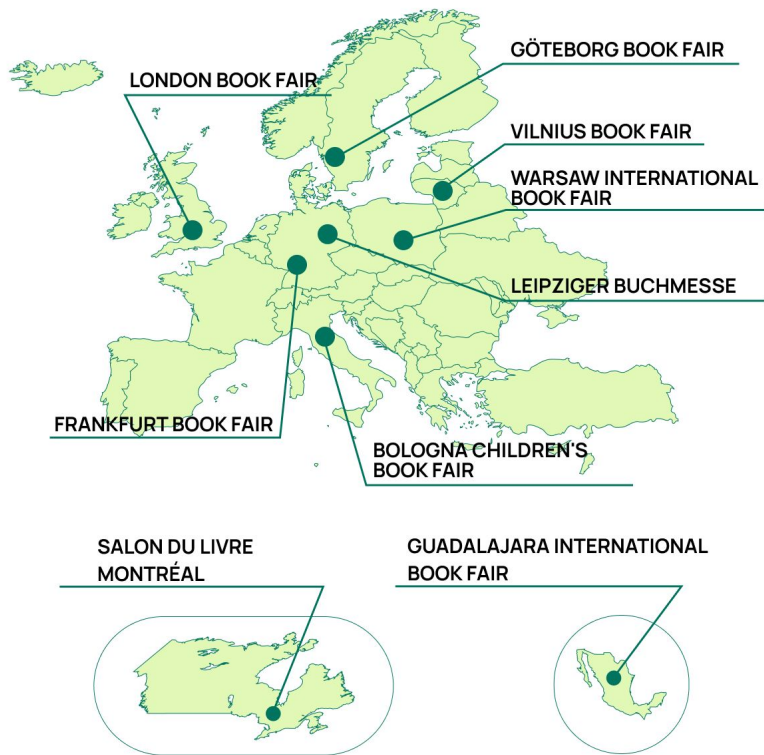 GÖTEBORG BOOK FAIR
LONDON BOOK FAIR
VILNIUS BOOK FAIR
WARSAW INTERNATIONAL
BOOK FAIR
LEIPZIGER BUCHMESSE
FRANKFURT BOOK FAIR
BOLOGNA CHILDREN'S
BOOK FAIR
SALON DU LIVRE
MONTRÉAL
GUADALAJARA INTERNATIONAL
BOOK FAIR